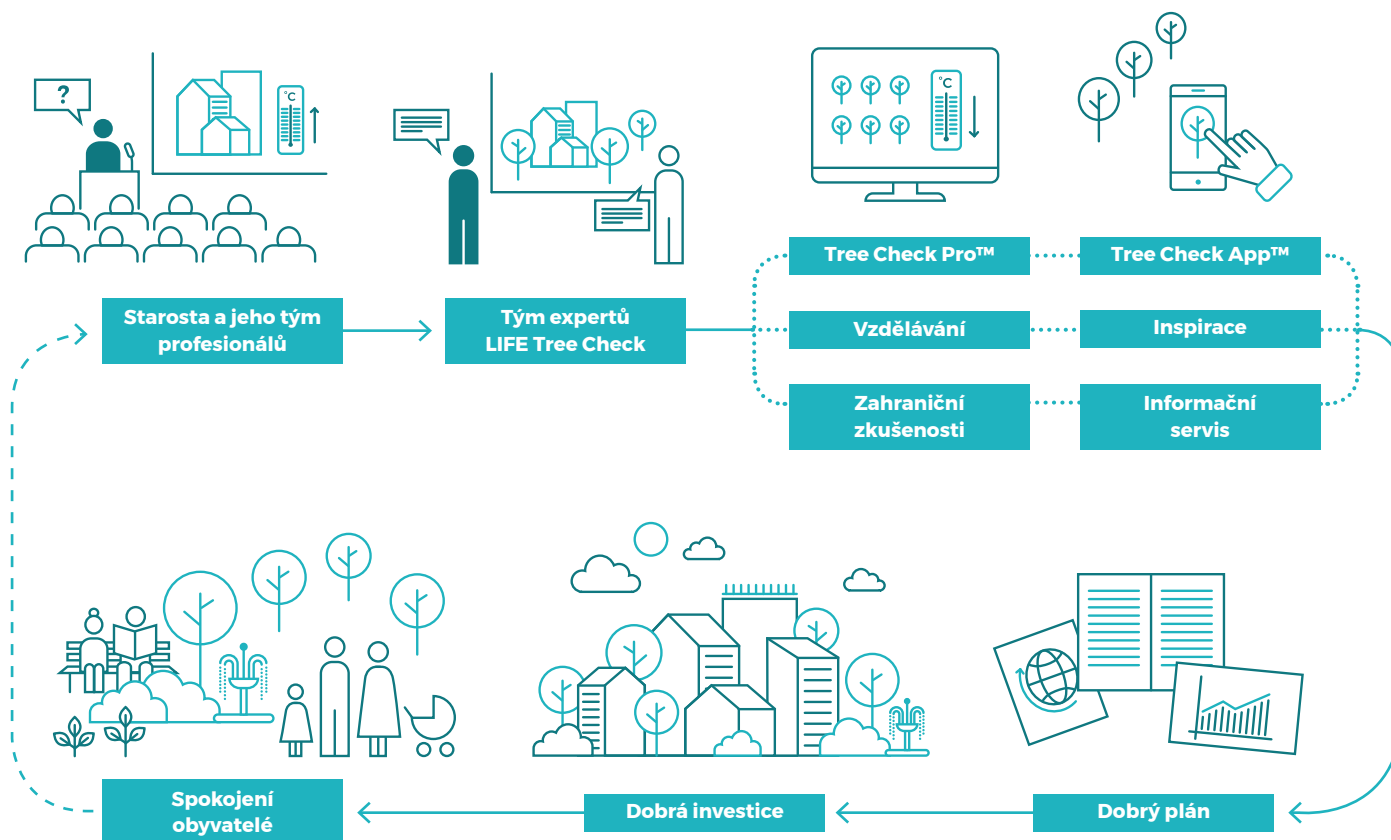 ?
°C
°C
Tree Check Pro™
Tree Check App™
Starosta a jeho tým
profesionálů
Tým expertů
LIFE Tree Check
Vzdělávání
Inspirace
Zahraniční
zkušenosti
Informační
servis
Spokojení
obyvatelé
Dobrá investice
Dobrý plán